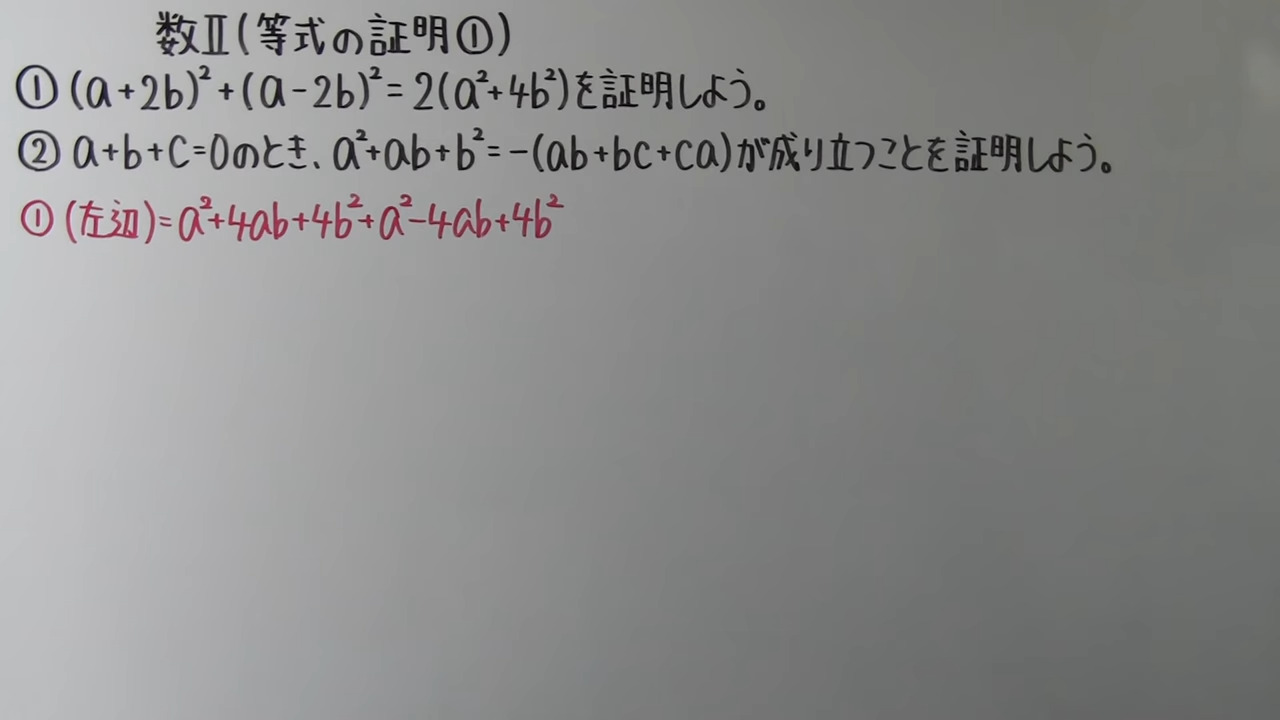 数Ⅱ(等式の証明①)
①(a+2b)²+(a-2b)²=2(a²+4b²)を証明しよう。
②a+b+c=0のとき、a²+ab+b²=-(ab+bc+ca)が成り立つことを証明しよう。
①(左辺)=a²+4ab+4b²+a²-4ab+4b²